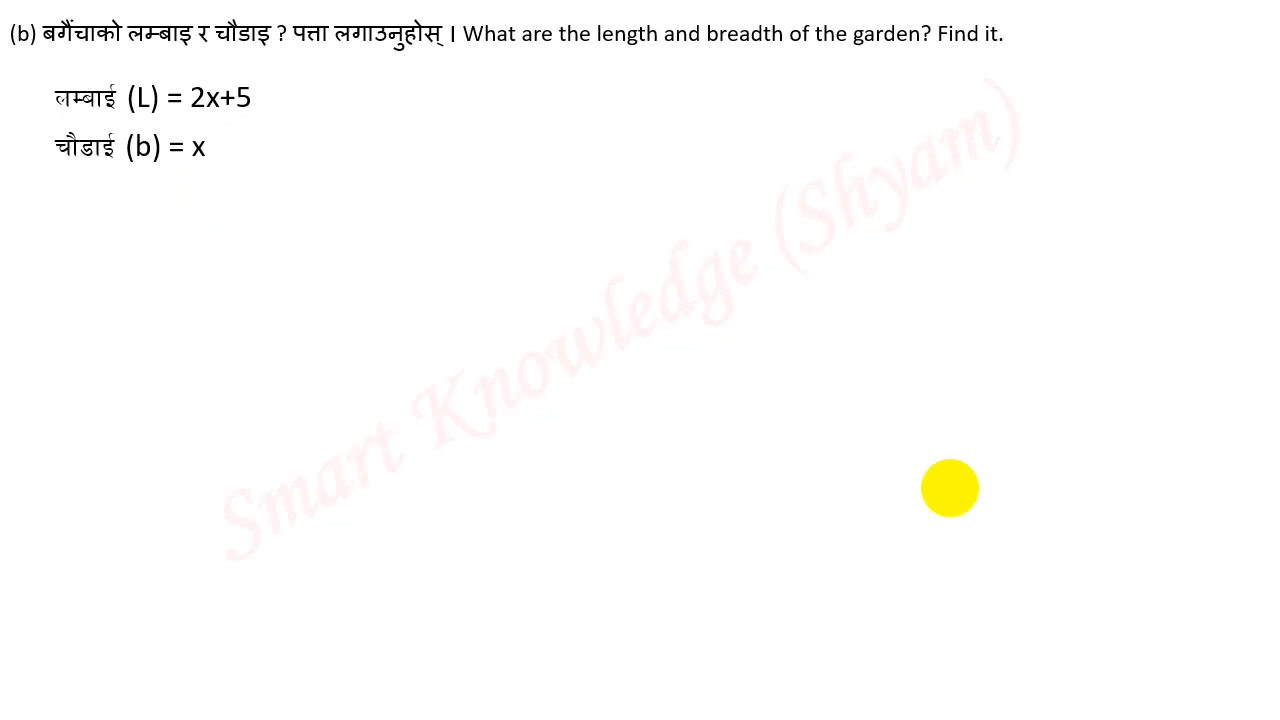 (b) बगैंचाको लम्बाइ र चौडाइ ? पत्ता लगाउनुहोस् । What are the length and breadth of the garden? Find it.
लम्बाई (L) = 2x+5
चौडाई (b) = x
Smart Knowledge (Shyam)